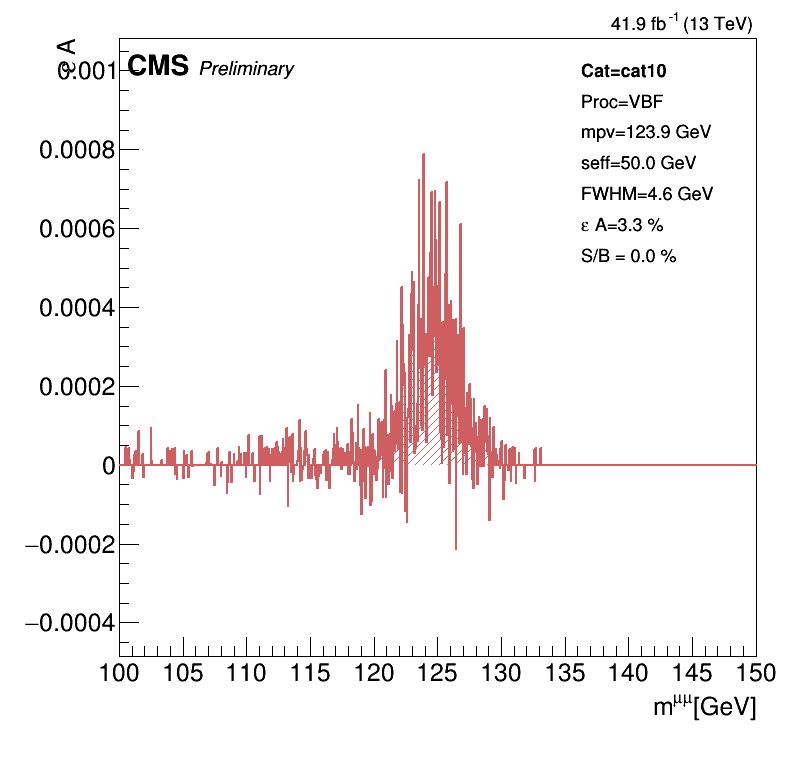 41.9 fb⁻¹ (13 TeV)
ε A
CMS Preliminary
Cat=cat10
Proc=VBF
mpv=123.9 GeV
seff=50.0 GeV
FWHM=4.6 GeV
ε A=3.3 %
S/B = 0.0 %
0.001
0.0008
0.0006
0.0004
0.0002
0
−0.0002
−0.0004
100 105 110 115 120 125 130 135 140 145 150
m^μμ[GeV]